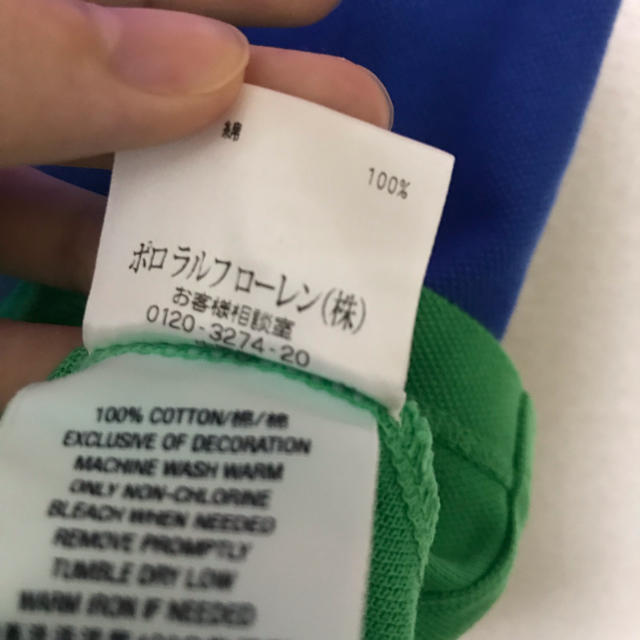 綿 100%
ポロ ラルフ ローレン(株)
お客様相談室
0120-3274-20
100% COTTON/棉/綿
EXCLUSIVE OF DECORATION
MACHINE WASH WARM
ONLY NON-CHLORINE
BLEACH WHEN NEEDED
REMOVE PROMPTLY
TUMBLE DRY LOW
WARM IRON IF NEEDED